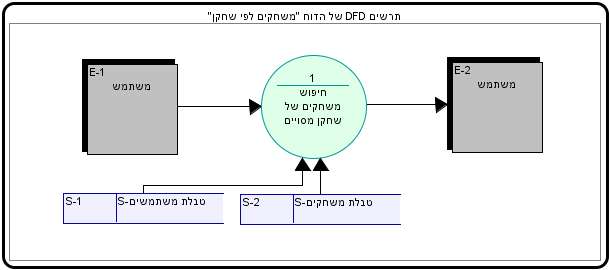 תרשים DFD של הדוח "משחקים לפי שחקן"
E-1
משתמש
1
חיפוש
משחקים של
שחקן מסויים
E-2
משתמש
S-1
S-טבלת משתמשים
S-2
S-טבלת משחקים